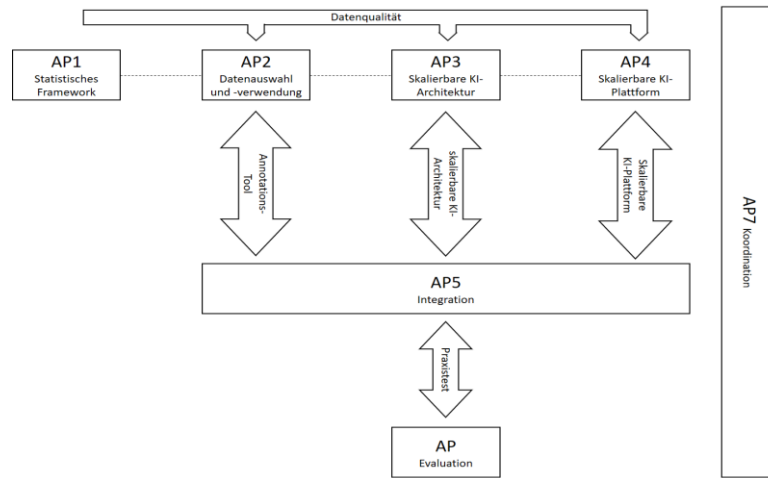 Datenqualität
AP1
Statistisches
Framework
AP2
Datenauswahl
und -verwendung
AP3
Skalierbare KI-
Architektur
AP4
Skalierbare KI-
Plattform
Annotations-
Tool
skalierbare KI-
Architektur
Skalierbare
KI-Plattform
AP5
Integration
Praxistest
AP
Evaluation
AP7 Koordination